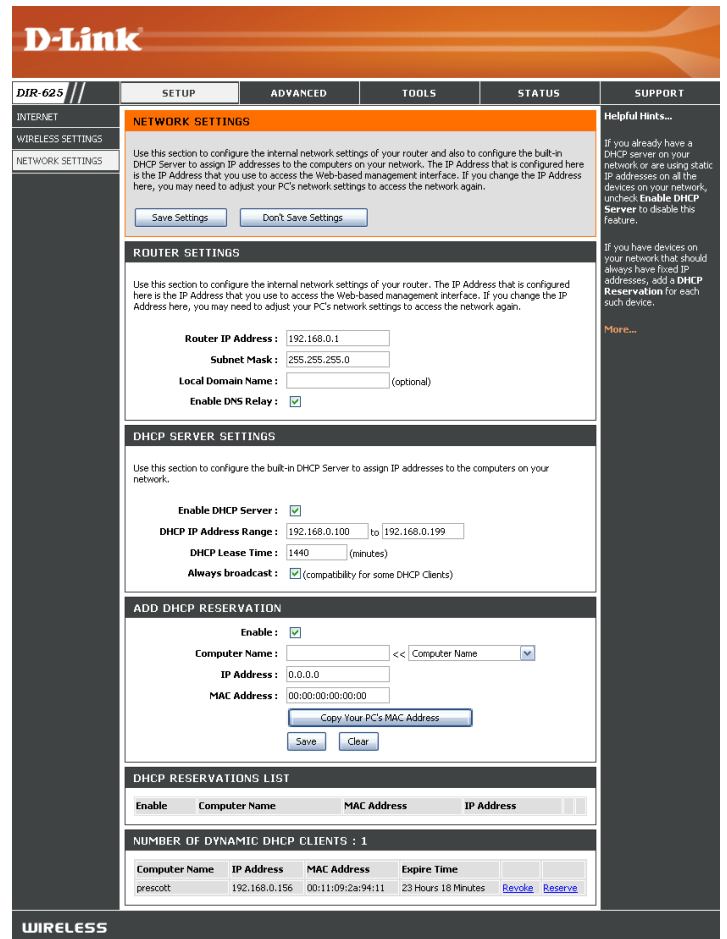 D-Link
DIR-625
SETUP
ADVANCED
TOOLS
STATUS
SUPPORT
INTERNET
WIRELESS SETTINGS
NETWORK SETTINGS
NETWORK SETTINGS
Use this section to configure the internal network settings of your router and also to configure the built-in
DHCP Server to assign IP addresses to the computers on your network. The IP Address that is configured here
is the IP Address that you use to access the Web-based management interface. If you change the IP Address
here, you may need to adjust your PC's network settings to access the network again.
Save Settings
Don't Save Settings
ROUTER SETTINGS
Use this section to configure the internal network settings of your router. The IP Address that is configured
here is the IP Address that you use to access the Web-based management interface. If you change the IP
Address here, you may need to adjust your PC's network settings to access the network again.
Router IP Address : 192.168.0.1
Subnet Mask : 255.255.255.0
Local Domain Name : (optional)
Enable DNS Relay :
DHCP SERVER SETTINGS
Use this section to configure the built-in DHCP Server to assign IP addresses to the computers on your
network.
Enable DHCP Server :
DHCP IP Address Range : 192.168.0.100 to 192.168.0.199
DHCP Lease Time : 1440 (minutes)
Always broadcast : (compatibility for some DHCP Clients)
ADD DHCP RESERVATION
Enable :
Computer Name : << Computer Name
IP Address : 0.0.0.0
MAC Address : 00:00:00:00:00:00
Copy Your PC's MAC Address
Save
Clear
DHCP RESERVATIONS LIST
Enable Computer Name MAC Address IP Address
NUMBER OF DYNAMIC DHCP CLIENTS : 1
Computer Name IP Address MAC Address Expire Time
prescott 192.168.0.156 00:11:09:2a:94:11 23 Hours 18 Minutes Revoke Reserve
Helpful Hints...
If you already have a
DHCP server on your
network or are using static
IP addresses on all the
devices on your network,
uncheck Enable DHCP
Server to disable this
feature.
If you have devices on
your network that should
always have fixed IP
addresses, add a DHCP
Reservation for each
such device.
More...
WIRELESS